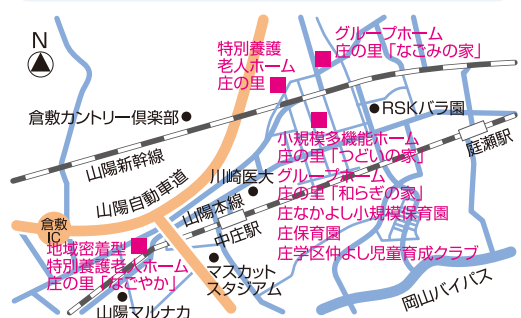 N
特別養護
老人ホーム
庄の里
グループホーム
庄の里「なごみの家」
倉敷カントリー倶楽部
RSKバラ園
小規模多機能ホーム
庄の里「つどいの家」
グループホーム
庄の里「和らぎの家」
庄なかよし小規模保育園
庄保育園
庄学区仲よし児童育成クラブ
庭瀬駅
山陽新幹線
山陽自動車道
川崎医大
山陽本線
中庄駅
倉敷
IC
地域密着型
特別養護老人ホーム
庄の里「なごやか」
マスカット
スタジアム
山陽マルナカ
岡山バイパス